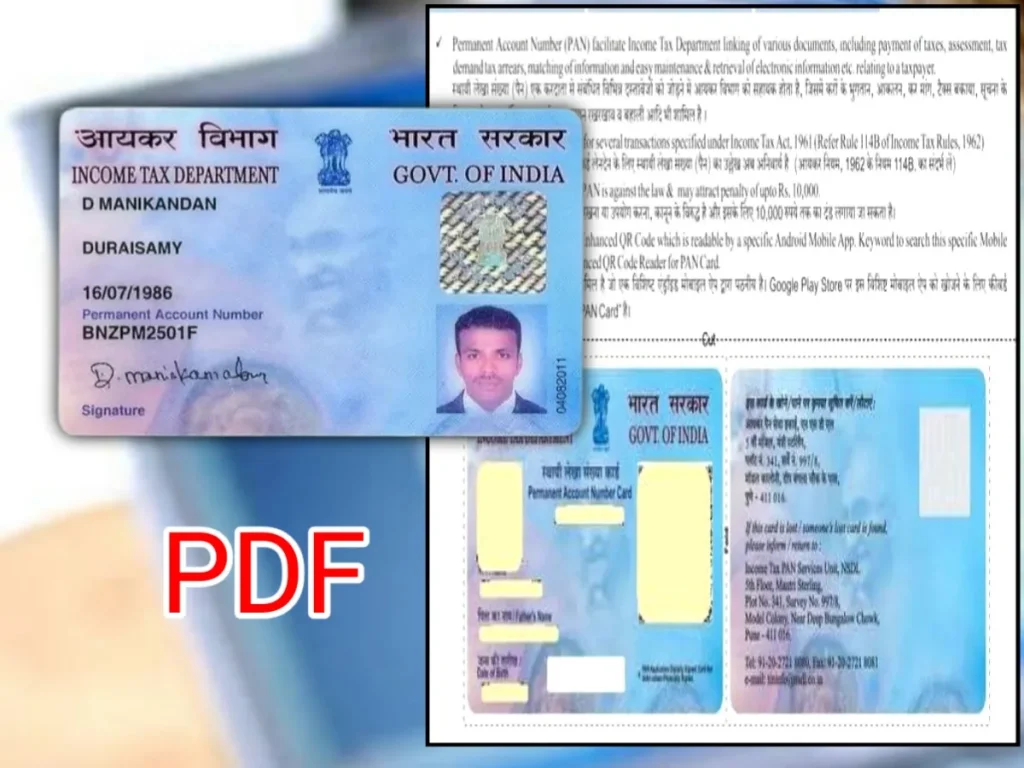 आयकर विभाग
भारत सरकार
INCOME TAX DEPARTMENT
GOVT. OF INDIA
D MANIKANDAN
DURAISAMY
16/07/1986
Permanent Account Number
BNZPM2501F
D. manikandan
Signature
04082011
PDF
✓ Permanent Account Number (PAN) facilitate Income Tax Department linking of various documents, including payment of taxes, assessment, tax
demand tax arrears, matching of information and easy maintenance & retrieval of electronic information etc. relating to a taxpayer.
स्थायी लेखा संख्या (पैन) एक करदाता से संबंधित विभिन्न दस्तावेजों को जोड़ने में आयकर विभाग को सहायक होता है, जिसमें करों के भुगतान, आकलन, कर मांग, टैक्स बकाया, सूचना के
रखरखाव व बहाली आदि भी शामिल है।
for several transactions specified under Income Tax Act, 1961 (Refer Rule 114B of Income Tax Rules, 1962)
लेनदेन के लिए स्थायी लेखा संख्या (पैन) का उल्लेख अब अनिवार्य है (आयकर नियम, 1962 के नियम 114B, का संदर्भ ले)
PAN is against the law & may attract penalty of upto Rs. 10,000.
रखना या उपयोग करना, कानून के विरुद्ध है और इसके लिए 10,000 रुपये तक का दंड लगाया जा सकता है।
nhanced QR Code which is readable by a specific Android Mobile App. Keyword to search this specific Mobile
nced QR Code Reader for PAN Card.
मिल है जो एक विशिष्ट एंड्रॉइड मोबाइल ऐप द्वारा पठनीय है। Google Play Store पर इस विशिष्ट मोबाइल ऐप को खोजने के लिए कीवर्ड
PAN Card" है।
Cut
भारत सरकार
INCOME TAX DEPARTMENT
GOVT. OF INDIA
स्थायी लेखा संख्या कार्ड
Permanent Account Number Card
पिता का नाम / Father's Name
जन्म की तारीख /
Date of Birth
इस कार्ड के खोने/पाने पर कृपया सूचित करें/लौटाएं:
आयकर पैन सेवा इकाई, एन एस डी एल
5 वीं मंजिल, मंत्री स्टर्लिंग,
प्लॉट नं. 341, सर्वे नं. 997/8,
मॉडल कालोनी, दीप बंगला चौक के पास,
पुणे - 411 016.
If this card is lost / someone's lost card is found,
please inform / return to :
Income Tax PAN Services Unit, NSDL
5th Floor, Mantri Sterling,
Plot No. 341, Survey No. 997/8,
Model Colony, Near Deep Bungalow Chowk,
Pune - 411 016.
Tel: 91-20-2721 8080, Fax: 91-20-2721 8081
e-mail: tininfo@nsdl.co.in